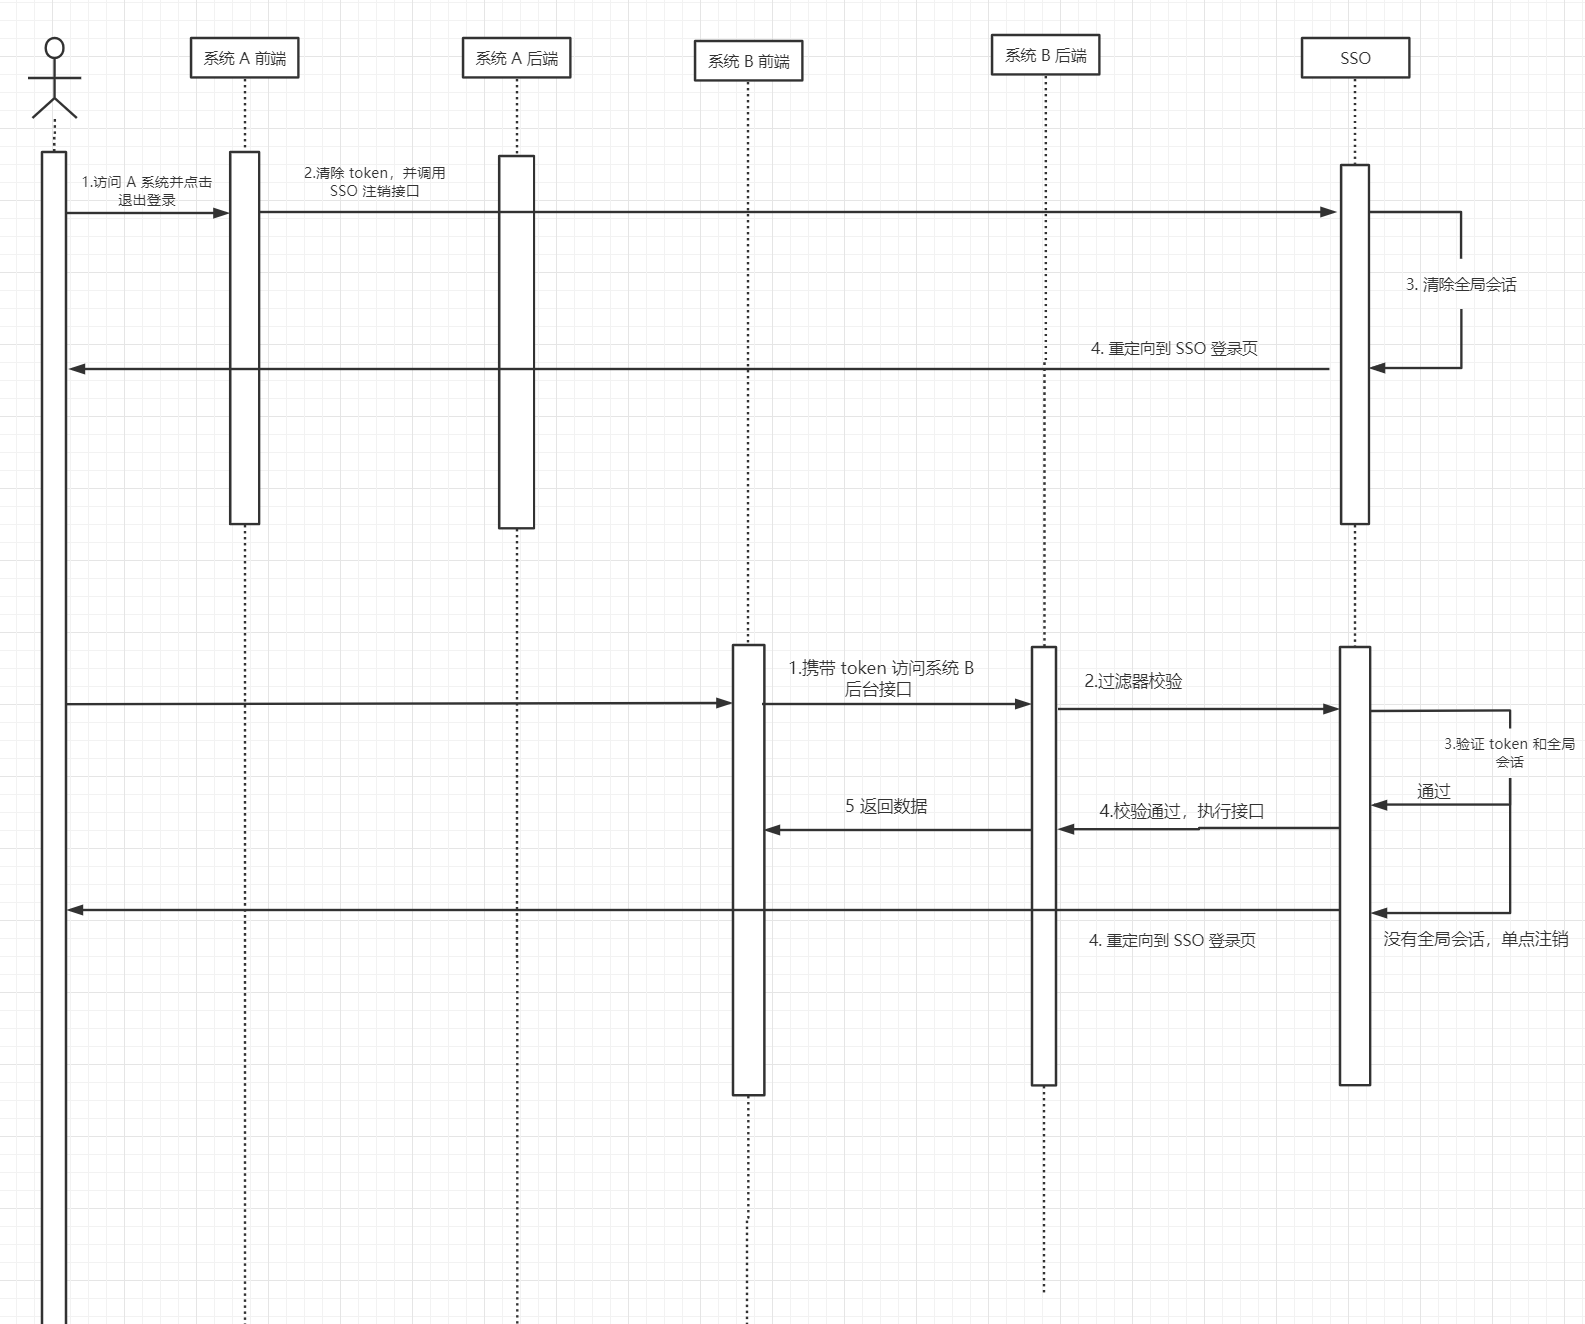 系统 A 前端
系统 A 后端
系统 B 前端
系统 B 后端
SSO
1.访问 A 系统并点击
退出登录
2.清除 token，并调用
SSO 注销接口
3. 清除全局会话
4. 重定向到 SSO 登录页
1.携带 token 访问系统 B
后台接口
2.过滤器校验
3.验证 token 和全局
会话
通过
5 返回数据
4.校验通过，执行接口
4. 重定向到 SSO 登录页
没有全局会话，单点注销